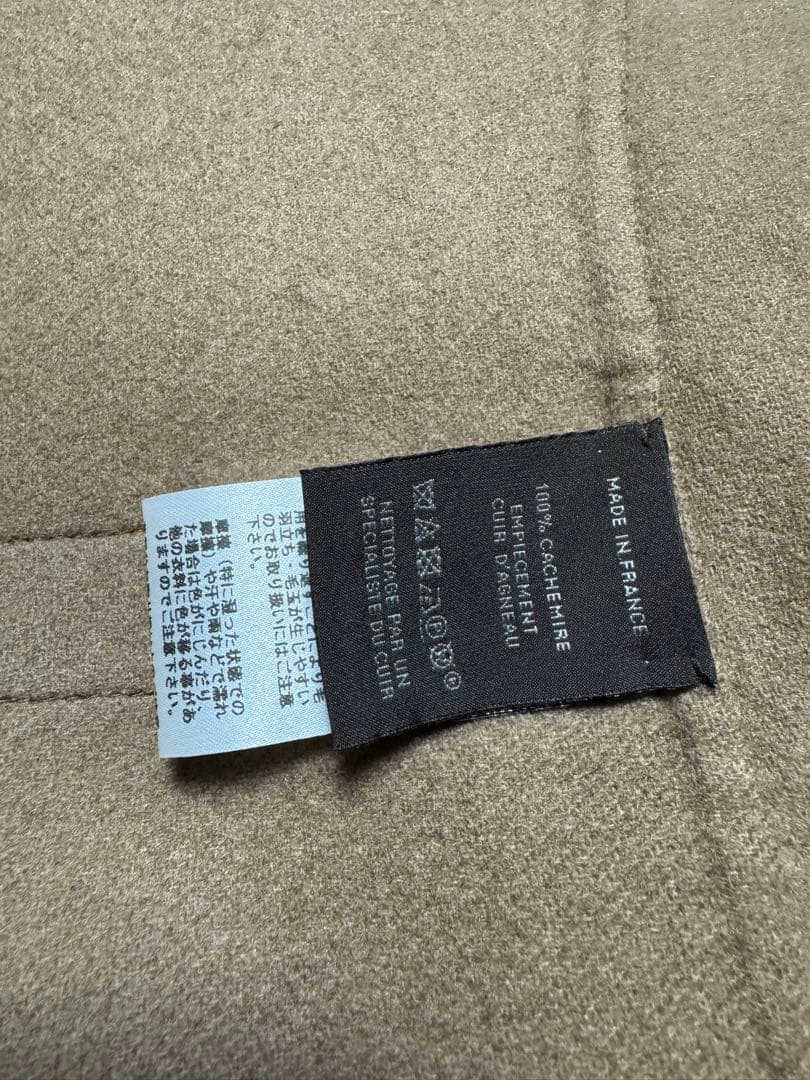 MADE IN FRANCE
100% CACHEMIRE
EMPIECEMENT
CUIR D'AGNEAU
NETTOYAGE PAR UN
SPECIALISTE DU CUIR
羽立ち・毛玉が生じやすい
のでお取り扱いにはご注意
下さい。
摩擦（特に湿った状態での
摩擦）や汗や雨などで濡れ
た場合は色がにじんだり、
他の衣料に色が移る事があ
りますのでご注意下さい。